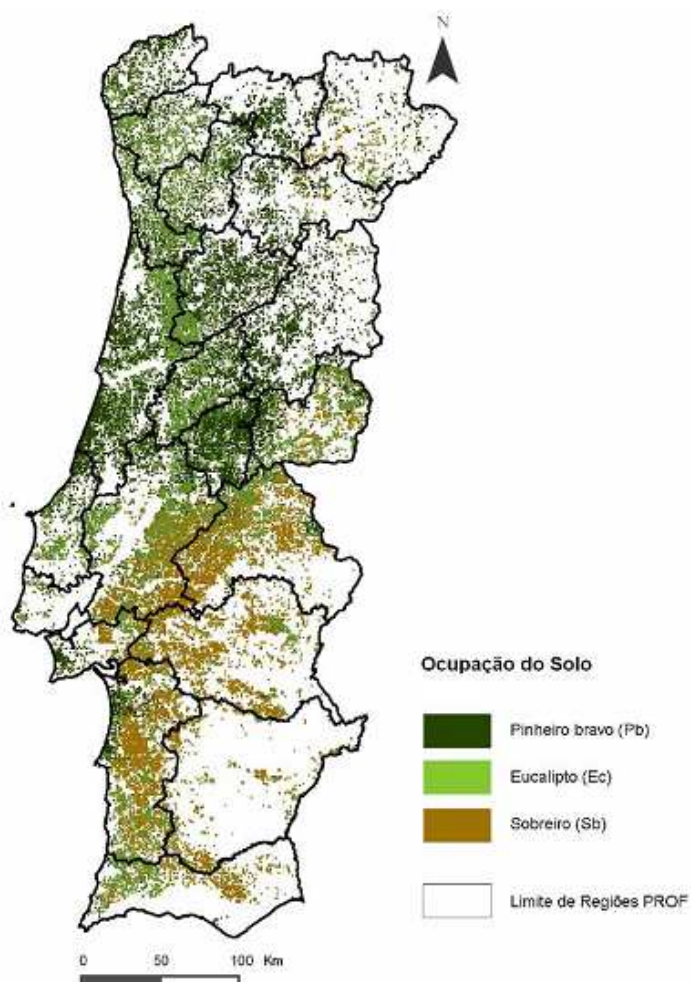 N
Ocupação do Solo
Pinheiro bravo (Pb)
Eucalipto (Ec)
Sobreiro (Sb)
Limite de Regiões PROF
0 50 100 Km